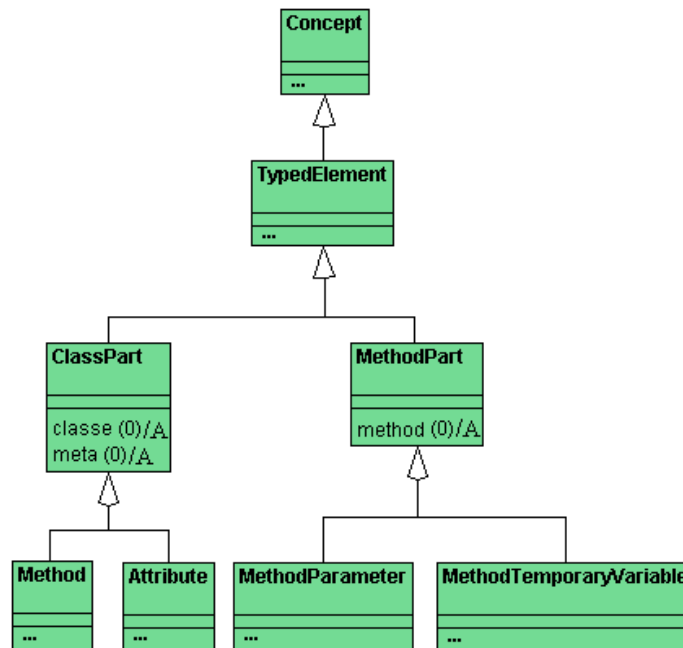 Concept
...
TypedElement
...
ClassPart
classe (0)/A
meta (0)/A
MethodPart
method (0)/A
Method
...
Attribute
...
MethodParameter
...
MethodTemporaryVariable
...